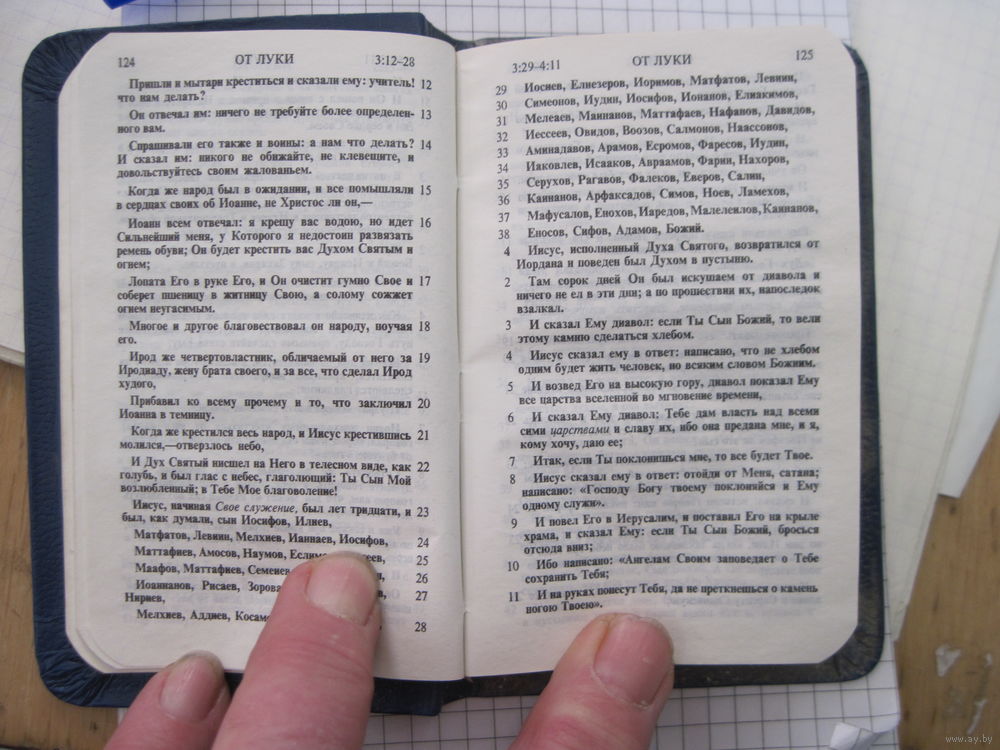 124 ОТ ЛУКИ 3:12–28
Пришли и мытари креститься и сказали ему: учитель! 12
что нам делать?
Он отвечал им: ничего не требуйте более определен- 13
ного вам.
Спрашивали его также и воины: а нам что делать? 14
И сказал им: никого не обижайте, не клевещите, и
довольствуйтесь своим жалованьем.
Когда же народ был в ожидании, и все помышляли 15
в сердцах своих об Иоанне, не Христос ли он,—
Иоанн всем отвечал: я крещу вас водою, но идет 16
Сильнейший меня, у Которого я недостоин развязать
ремень обуви; Он будет крестить вас Духом Святым и
огнем;
Лопата Его в руке Его, и Он очистит гумно Свое и 17
соберет пшеницу в житницу Свою, а солому сожжет
огнем неугасимым.
Многое и другое благовествовал он народу, поучая 18
его.
Ирод же четвертовластник, обличаемый от него за 19
Иродиаду, жену брата своего, и за все, что сделал Ирод
худого,
Прибавил ко всему прочему и то, что заключил 20
Иоанна в темницу.
Когда же крестился весь народ, и Иисус крестившись 21
молился,—отверзлось небо,
И Дух Святый нисшел на Него в телесном виде, как 22
голубь, и был глас с небес, глаголющий: Ты Сын Мой
возлюбленный; в Тебе Мое благоволение!
Иисус, начиная Свое служение, был лет тридцати, и 23
был, как думали, сын Иосифов, Илиев,
Матфатов, Левиин, Мелхиев, Ианнаев, Иосифов, 24
Маттафиев, Амосов, Наумов, 25
Маафов, Маттафиев, Семеиев 26
Иоаннанов, Рисаев, 27
Нириев,
Мелхиев, Аддиев,
28
3:29–4:11 ОТ ЛУКИ 125
29 Иосиев, Елиезеров, Иоримов, Матфатов, Левиин,
30 Симеонов, Иудин, Иосифов, Ионанов, Елиакимов,
31 Мелеаев, Маинанов, Маттафаев, Нафанов, Давидов,
32 Иессеев, Овидов, Воозов, Салмонов, Наассонов,
33 Аминадавов, Арамов, Есромов, Фаресов, Иудин,
34 Иаковлев, Исааков, Авраамов, Фарин, Нахоров,
35 Серухов, Рагавов, Фалеков, Еверов, Салин,
36 Каинанов, Арфаксадов, Симов, Ноев, Ламехов,
37 Мафусалов, Енохов, Иаредов, Малелеилов, Каинанов,
38 Еносов, Сифов, Адамов, Божий.
4 Иисус, исполненный Духа Святого, возвратился от
Иордана и поведен был Духом в пустыню.
2 Там сорок дней Он был искушаем от диавола и
ничего не ел в эти дни; а по прошествии их, напоследок
взалкал.
3 И сказал Ему диавол: если Ты Сын Божий, то вели
этому камню сделаться хлебом.
4 Иисус сказал ему в ответ: написано, что не хлебом
одним будет жить человек, но всяким словом Божиим.
5 И возвед Его на высокую гору, диавол показал Ему
все царства вселенной во мгновение времени,
6 И сказал Ему диавол: Тебе дам власть над всеми
сими царствами и славу их, ибо она предана мне, и я,
кому хочу, даю ее;
7 Итак, если Ты поклонишься мне, то все будет Твое.
8 Иисус сказал ему в ответ: отойди от Меня, сатана;
написано: «Господу Богу твоему поклоняйся и Ему
одному служи».
9 И повел Его в Иерусалим, и поставил Его на крыле
храма, и сказал Ему: если Ты Сын Божий, бросься
отсюда вниз;
10 Ибо написано: «Ангелам Своим заповедает о Тебе
сохранить Тебя;
11 И на руках понесут Тебя, да не преткнешься о камень
ногою Твоею».
www.ay.by